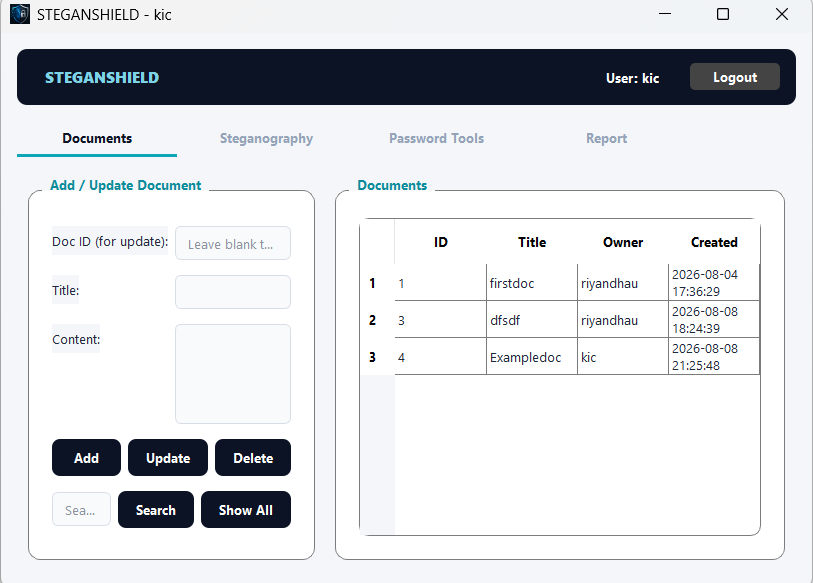 STEGANSHIELD - kic
STEGANSHIELD
User: kic
Logout
Documents
Steganography
Password Tools
Report
Add / Update Document
Doc ID (for update):
Leave blank t...
Title:
Content:
Add
Update
Delete
Sea...
Search
Show All
Documents
ID Title Owner Created
1 1 firstdoc riyandhau 2026-08-04
17:36:29
2 3 dfsdf riyandhau 2026-08-08
18:24:39
3 4 Exampledoc kic 2026-08-08
21:25:48